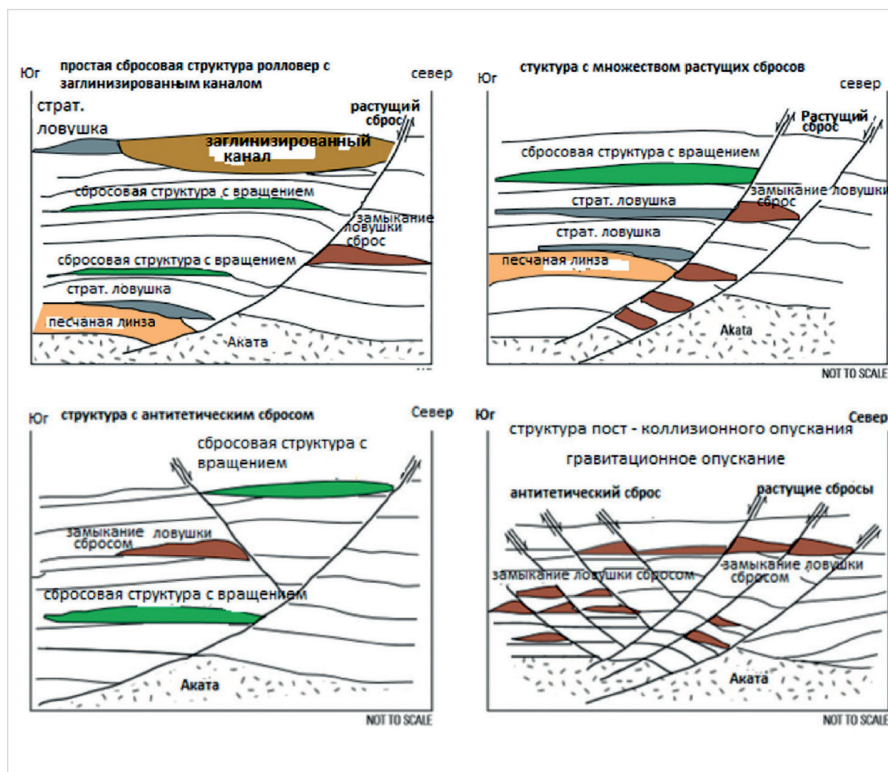 Юг
простая сбросовая структура ролловер с
заглинизированным каналом
север
страт.
ловушка
растущий
сброс
заглинизированный
канал
сбросовая структура с вращением
замыкание
ловушки
сброс
сбросовая структура с вращением
страт. ловушка
песчаная линза
Аката
Юг
стуктура с множеством растущих сбросов
север
Растущий
сброс
сбросовая структура с вращением
замыкание ловушки
сброс
страт. ловушка
страт. ловушка
песчаная линза
Аката
NOT TO SCALE
Юг
структура с антитетическим сбросом
Север
сбросовая структура с
вращением
замыкание ловушки
сбросом
сбросовая структура с вращением
Аката
NOT TO SCALE
Юг
Север
структура пост - коллизионного опускания
гравитационное опускание
антитетический сброс
растущие сбросы
замыкание ловушки сбросом
замыкание ловушки
сбросом
Аката
NOT TO SCALE